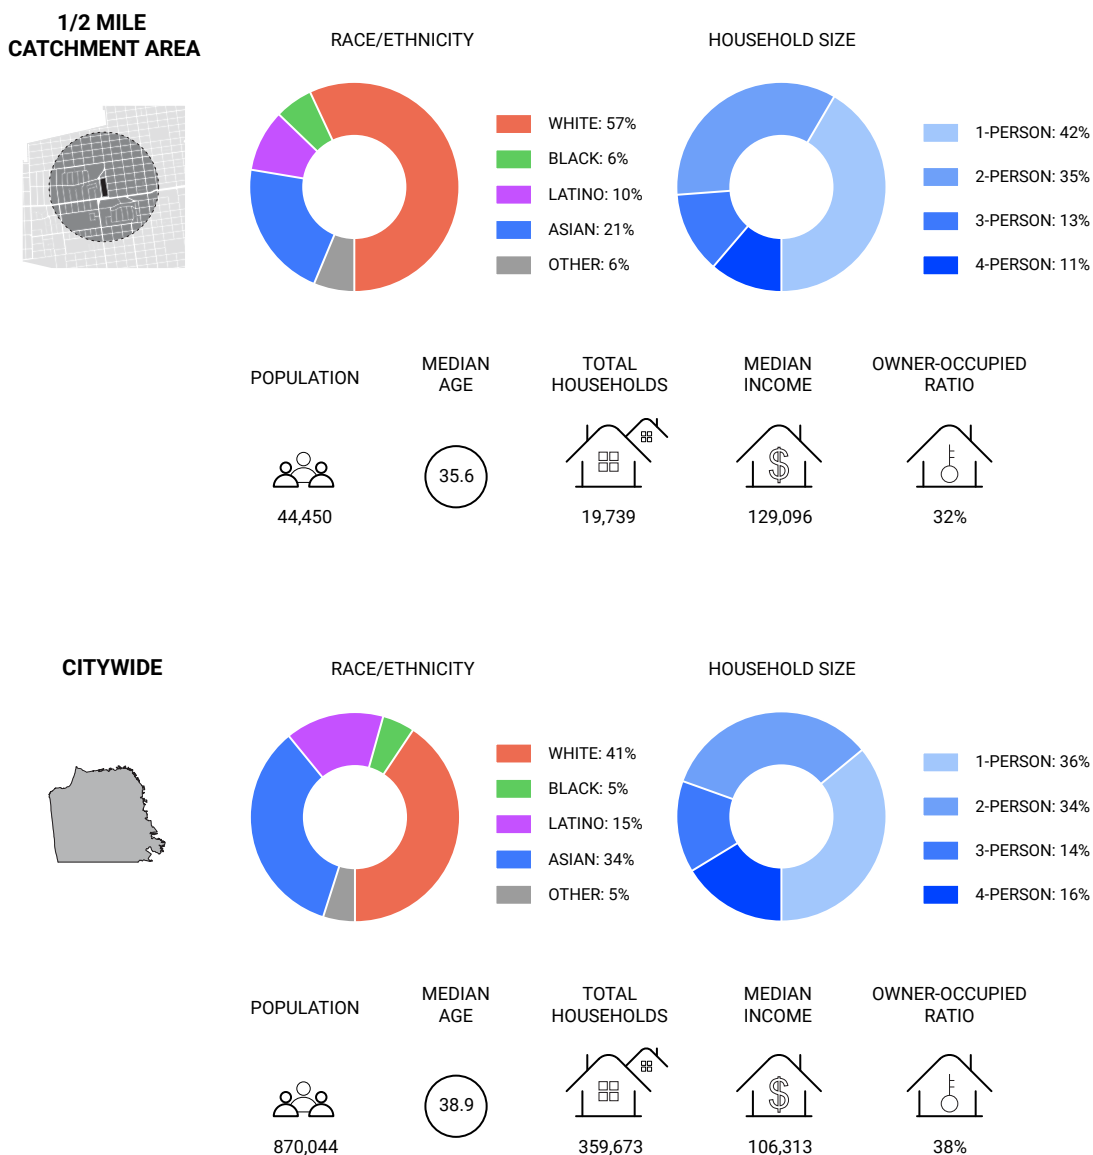 1/2 MILE
CATCHMENT AREA
RACE/ETHNICITY
WHITE: 57%
BLACK: 6%
LATINO: 10%
ASIAN: 21%
OTHER: 6%
HOUSEHOLD SIZE
1-PERSON: 42%
2-PERSON: 35%
3-PERSON: 13%
4-PERSON: 11%
POPULATION
44,450
MEDIAN
AGE
35.6
TOTAL
HOUSEHOLDS
19,739
MEDIAN
INCOME
$
129,096
OWNER-OCCUPIED
RATIO
32%
CITYWIDE
RACE/ETHNICITY
WHITE: 41%
BLACK: 5%
LATINO: 15%
ASIAN: 34%
OTHER: 5%
HOUSEHOLD SIZE
1-PERSON: 36%
2-PERSON: 34%
3-PERSON: 14%
4-PERSON: 16%
POPULATION
870,044
MEDIAN
AGE
38.9
TOTAL
HOUSEHOLDS
359,673
MEDIAN
INCOME
$
106,313
OWNER-OCCUPIED
RATIO
38%